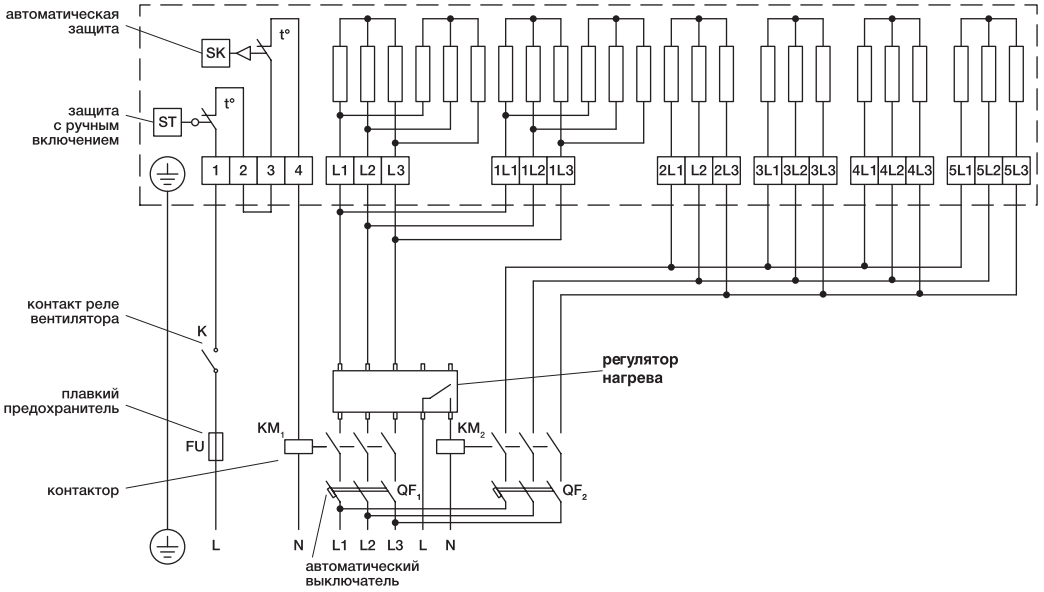 автоматическая
защита
SK
t°
защита
с ручным
включением
ST
t°
1 2 3 4 L1 L2 L3 1L1 1L2 1L3 2L1 L2 2L3 3L1 3L2 3L3 4L1 4L2 4L3 5L1 5L2 5L3
контакт реле
вентилятора
K
регулятор
нагрева
плавкий
предохранитель
FU
KM1
KM2
контактор
QF1
QF2
L N L1 L2 L3 L N
автоматический
выключатель